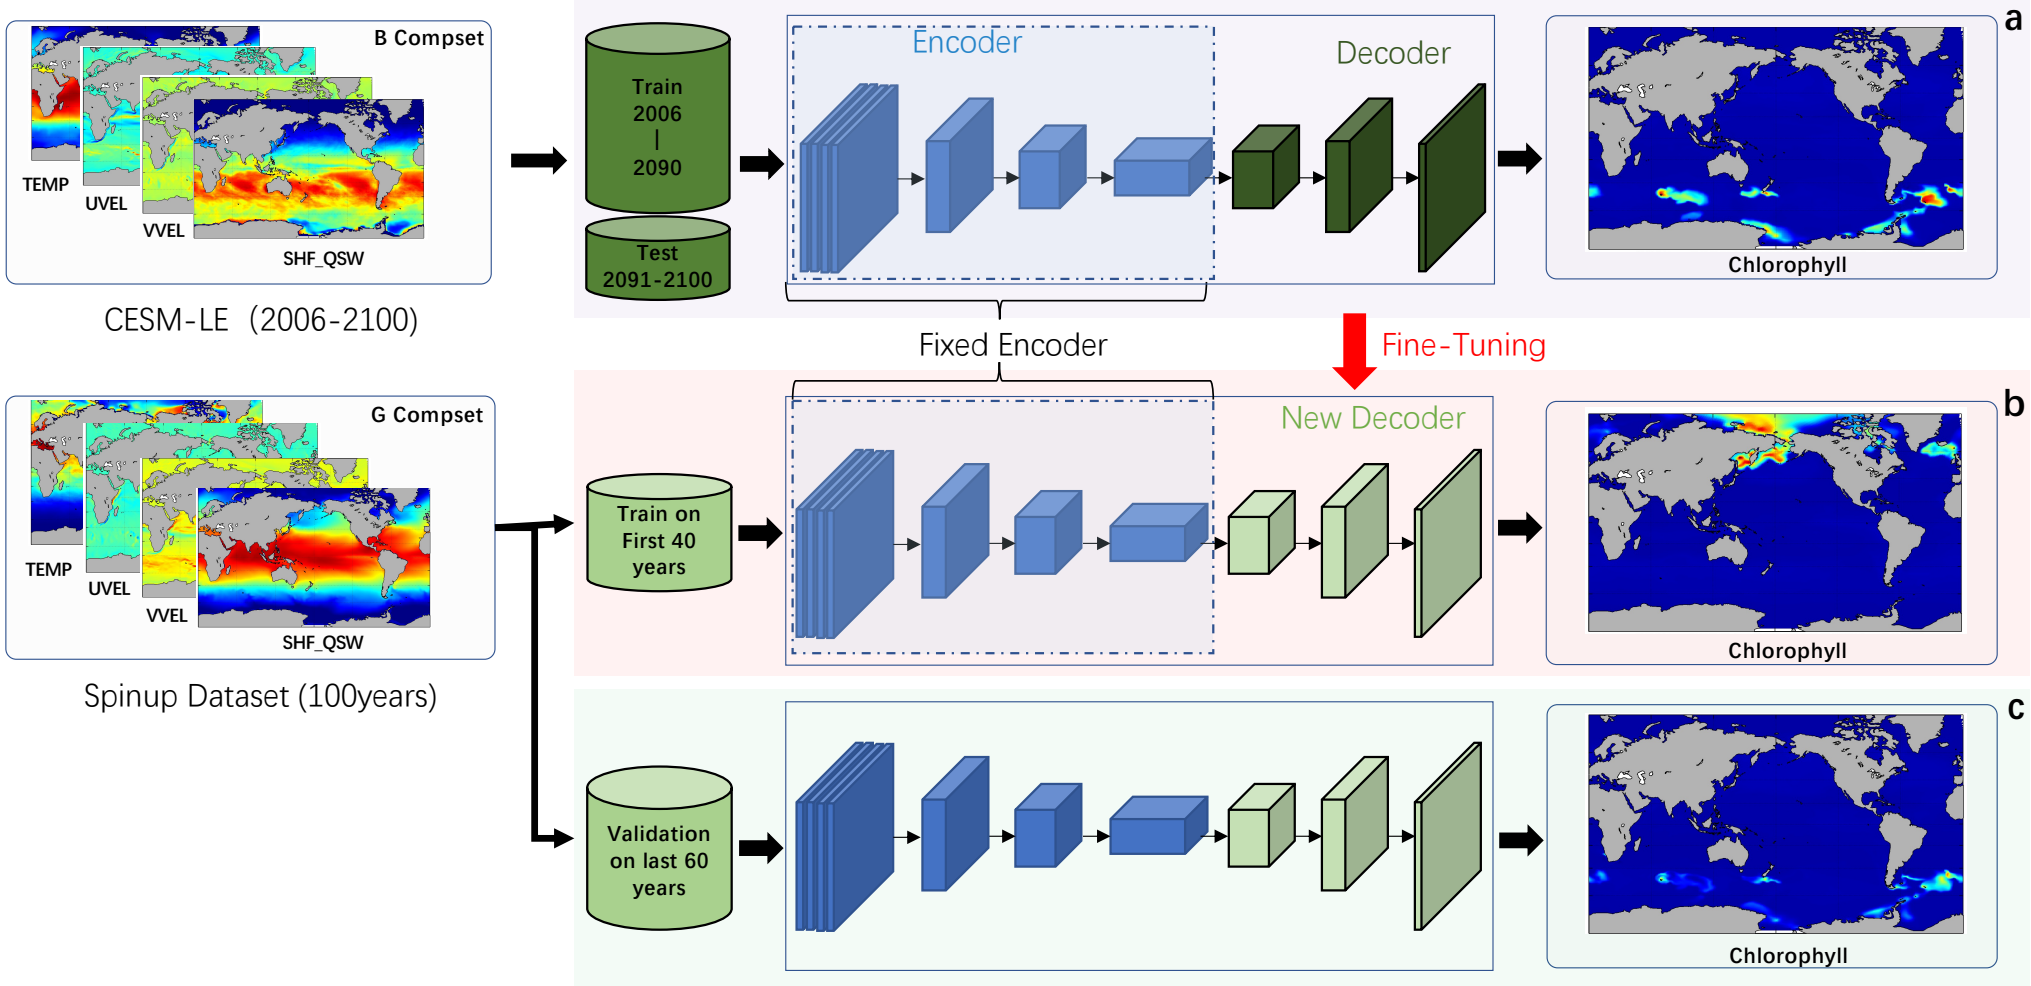 B Compset
TEMP
UVEL
VVEL
SHF_QSW
CESM-LE (2006-2100)
Train
2006
|
2090
Test
2091-2100
Encoder
Decoder
a
Chlorophyll
Fixed Encoder
Fine-Tuning
G Compset
TEMP
UVEL
VVEL
SHF_QSW
Spinup Dataset (100years)
Train on
First 40
years
New Decoder
b
Chlorophyll
Validation
on last 60
years
c
Chlorophyll